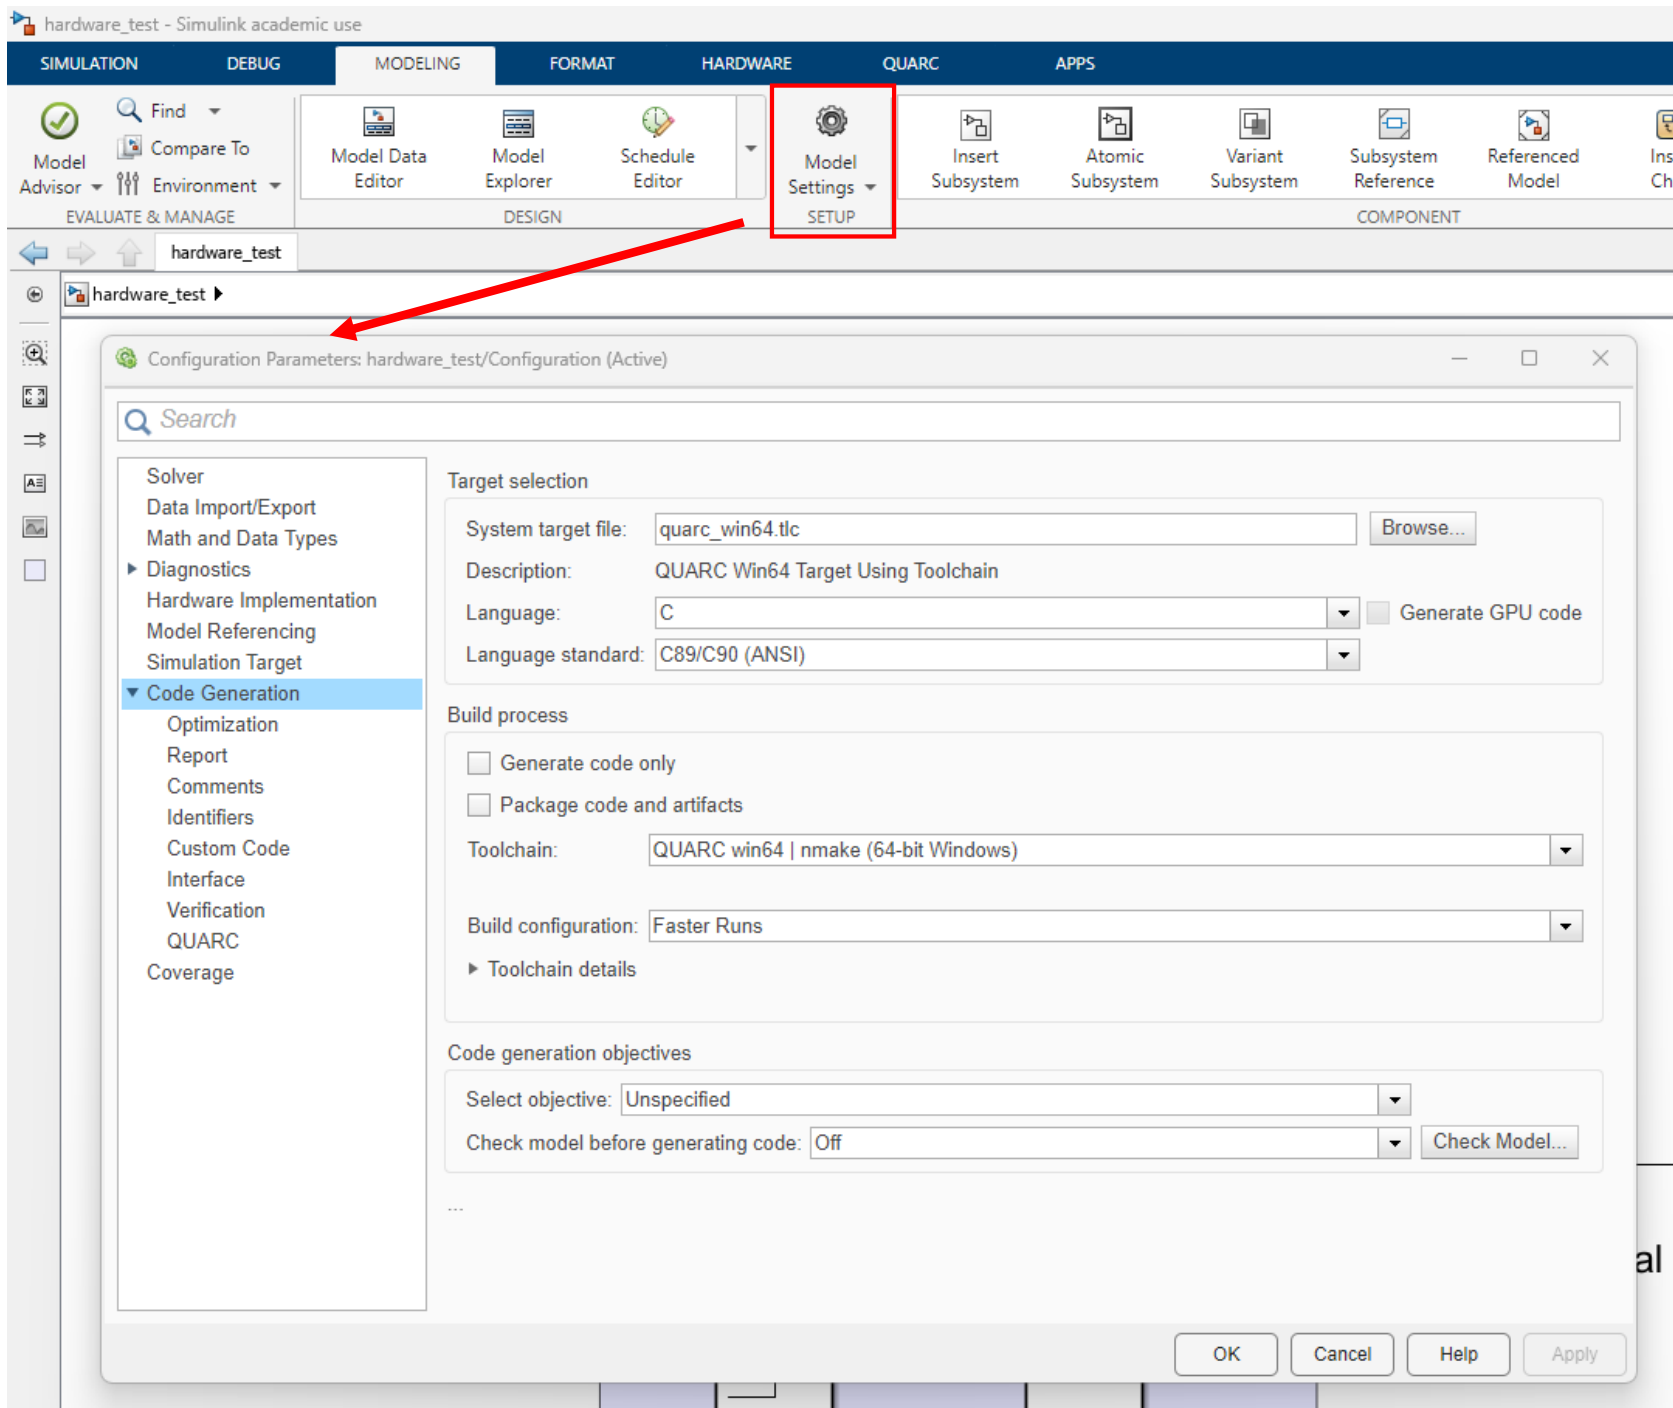 hardware_test - Simulink academic use
SIMULATION DEBUG MODELING FORMAT HARDWARE QUARC APPS
Model Advisor
Find
Compare To
Environment
EVALUATE & MANAGE
Model Data Editor
Model Explorer
Schedule Editor
DESIGN
Model Settings
SETUP
Insert Subsystem
Atomic Subsystem
Variant Subsystem
Subsystem Reference
Referenced Model
Ins
Ch
COMPONENT
hardware_test
hardware_test
Configuration Parameters: hardware_test/Configuration (Active)
Search
Solver
Data Import/Export
Math and Data Types
Diagnostics
Hardware Implementation
Model Referencing
Simulation Target
Code Generation
Optimization
Report
Comments
Identifiers
Custom Code
Interface
Verification
QUARC
Coverage
Target selection
System target file: quarc_win64.tlc Browse...
Description: QUARC Win64 Target Using Toolchain
Language: C Generate GPU code
Language standard: C89/C90 (ANSI)
Build process
Generate code only
Package code and artifacts
Toolchain: QUARC win64 | nmake (64-bit Windows)
Build configuration: Faster Runs
Toolchain details
Code generation objectives
Select objective: Unspecified
Check model before generating code: Off Check Model...
...
al
OK Cancel Help Apply